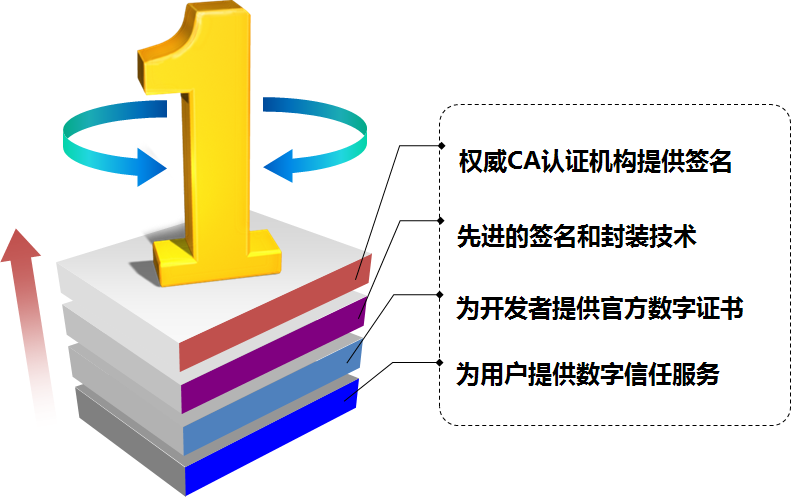 1
权威CA认证机构提供签名
先进的签名和封装技术
为开发者提供官方数字证书
为用户提供数字信任服务